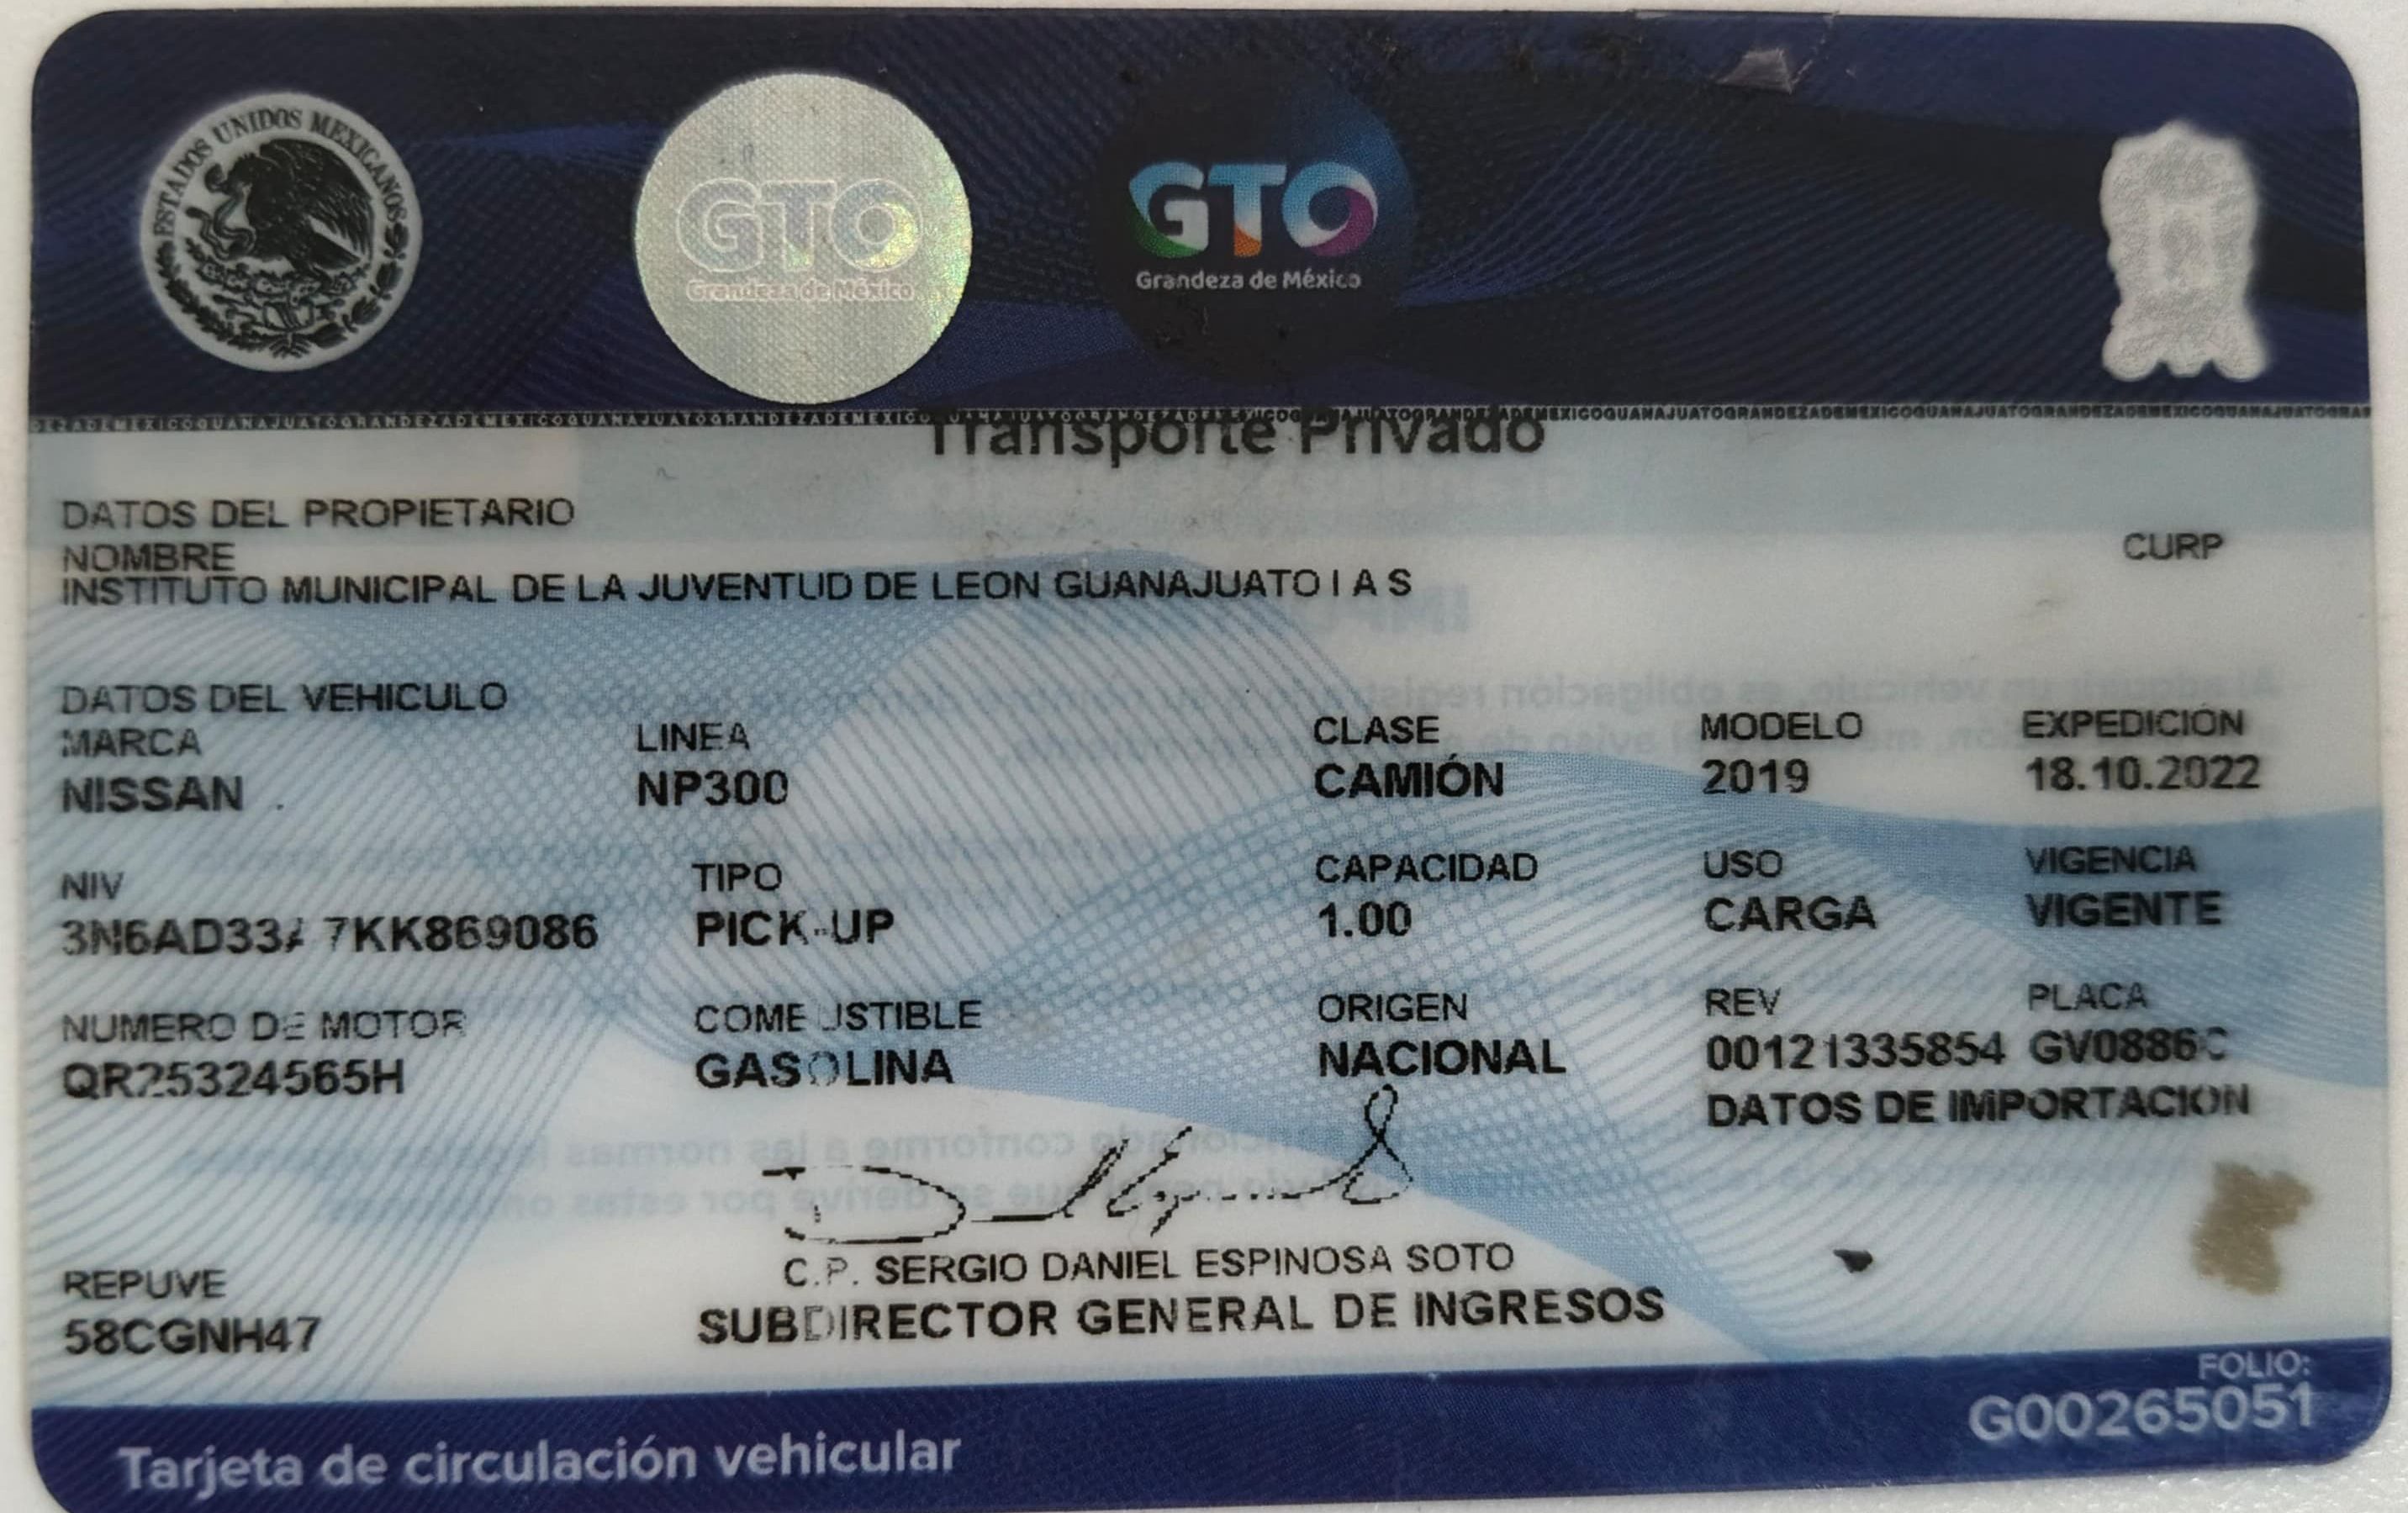 ESTADOS UNIDOS MEXICANOS
GTO
Grandeza de México
GTO
Grandeza de México
Transporte Privado
DATOS DEL PROPIETARIO
NOMBRE
CURP
INSTITUTO MUNICIPAL DE LA JUVENTUD DE LEON GUANAJUATO I A S
DATOS DEL VEHICULO
MARCA LINEA CLASE MODELO EXPEDICIÓN
NISSAN NP300 CAMIÓN 2019 18.10.2022
NIV TIPO CAPACIDAD USO VIGENCIA
3N6AD33A7KK869086 PICK-UP 1.00 CARGA VIGENTE
NUMERO DE MOTOR COMBUSTIBLE ORIGEN REV PLACA
QR25324565H GASOLINA NACIONAL 00121335854 GV0886C
DATOS DE IMPORTACION
C.P. SERGIO DANIEL ESPINOSA SOTO
SUBDIRECTOR GENERAL DE INGRESOS
REPUVE
58CGNH47
FOLIO:
G00265051
Tarjeta de circulación vehicular